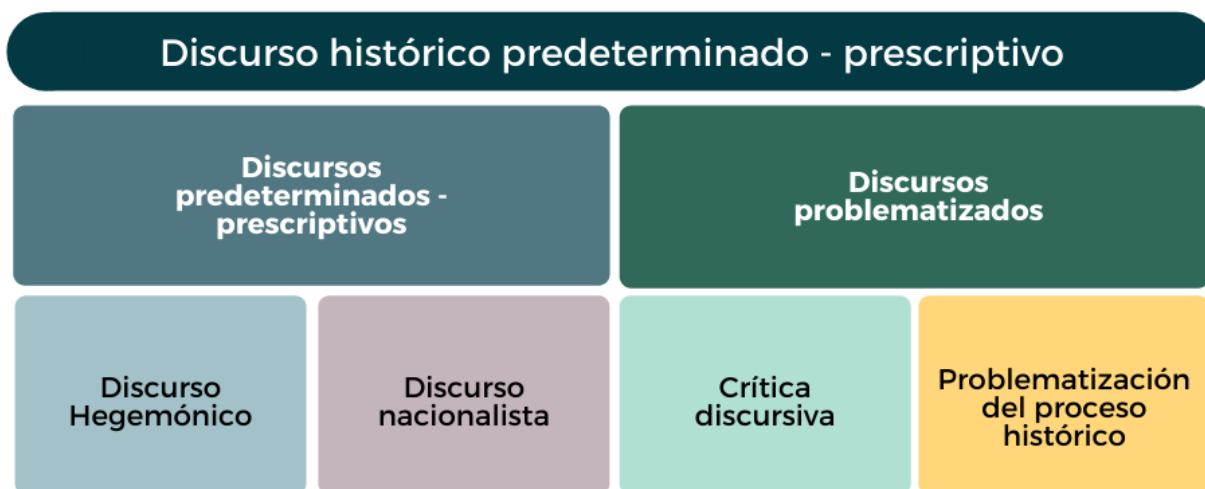 Discurso histórico predeterminado - prescriptivo
Discursos
predeterminados -
prescriptivos
Discursos
problematizados
Discurso
Hegemónico
Discurso
nacionalista
Crítica
discursiva
Problematización
del proceso
histórico